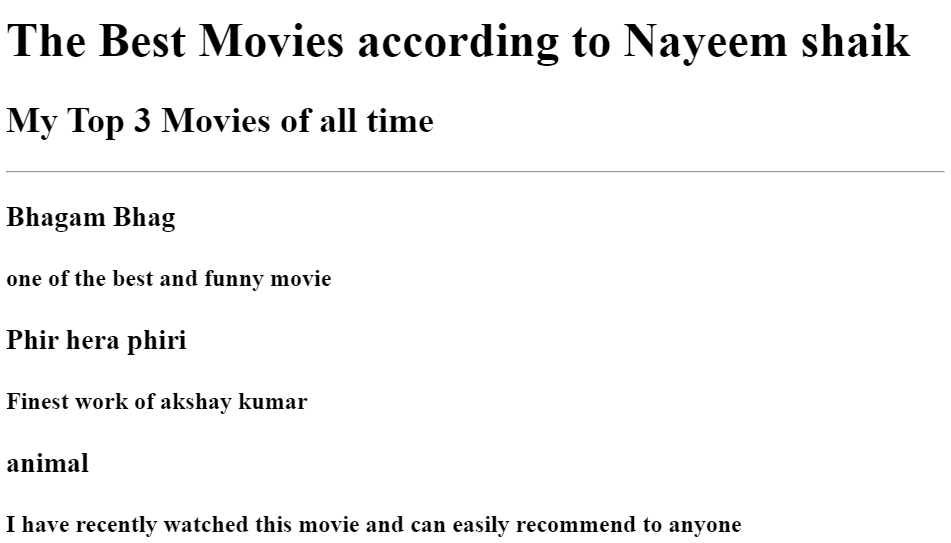 The Best Movies according to Nayeem shaik
My Top 3 Movies of all time
Bhagam Bhag
one of the best and funny movie
Phir hera phiri
Finest work of akshay kumar
animal
I have recently watched this movie and can easily recommend to anyone